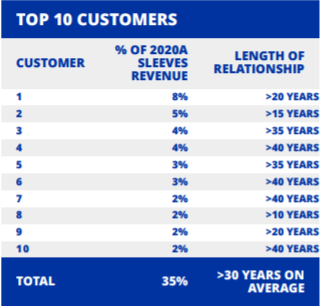 TOP 10 CUSTOMERS
CUSTOMER % OF 2020A SLEEVES REVENUE LENGTH OF RELATIONSHIP
1 8% >20 YEARS
2 5% >15 YEARS
3 4% >35 YEARS
4 4% >40 YEARS
5 3% >35 YEARS
6 3% >40 YEARS
7 2% >40 YEARS
8 2% >10 YEARS
9 2% >20 YEARS
10 2% >40 YEARS
TOTAL 35% >30 YEARS ON AVERAGE